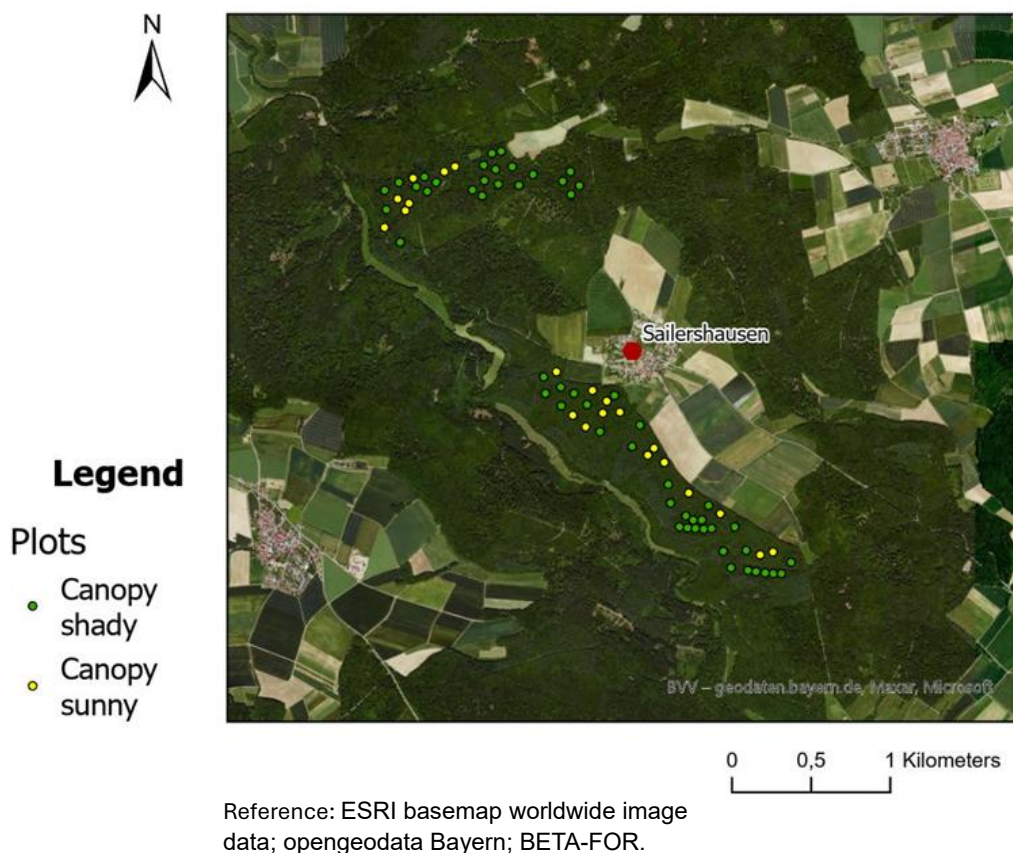 N
Sailershausen
Legend
Plots
Canopy
shady
Canopy
sunny
BVV – geodaten.bayern.de, Maxar, Microsoft
0 0,5 1 Kilometers
Reference: ESRI basemap worldwide image
data; opengeodata Bayern; BETA-FOR.